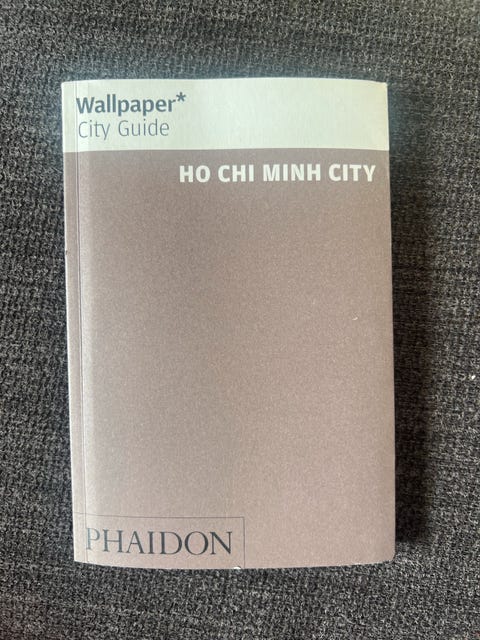 Wallpaper*
City Guide
HO CHI MINH CITY
PHAIDON